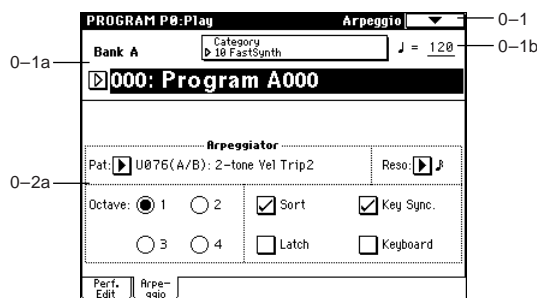 PROGRAM P0:Play Arpeggio 0–1
Bank A Category
10 FastSynth ♩ = 120 0–1b
0–1a
000: Program A000
Arpeggiator
Pat: U076(A/B): 2-tone Vel Trip2 Reso: ♪
0–2a
Octave: 1 2 Sort Key Sync.
3 4 Latch Keyboard
Perf. Edit Arpe-ggio